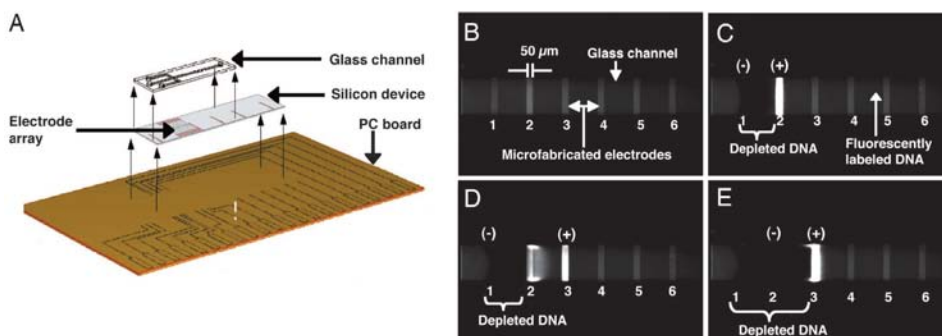 A
Glass channel
Silicon device
Electrode
array
PC board
B
50 µm
Glass channel
1 2 3 4 5 6
Microfabricated electrodes
C
(-) (+)
1 2 3 4 5 6
Depleted DNA
Fluorescently
labeled DNA
D
(-) (+)
1 2 3 4 5 6
Depleted DNA
E
(-) (+)
1 2 3 4 5 6
Depleted DNA